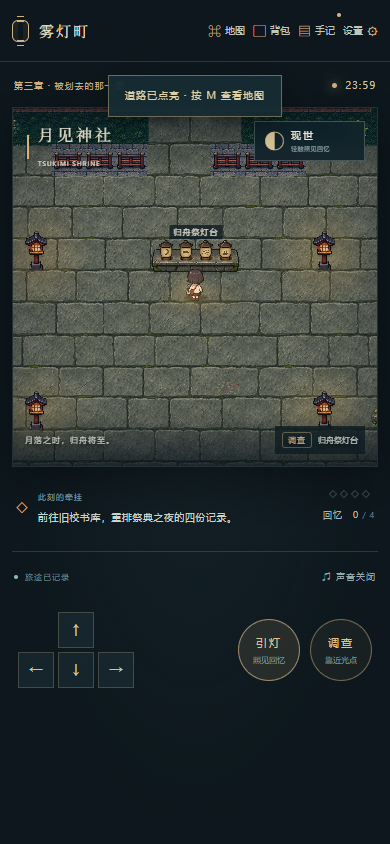 雾灯町
地图
背包
手记
设置
第三章 · 被划去的那一
道路已点亮 · 按 M 查看地图
23:59
月见神社
TSUKIMI SHRINE
现世
轻触照见回忆
归舟祭灯台
月落之时，归舟将至。
调查 归舟祭灯台
此刻的牵挂
前往旧校书库，重排祭典之夜的四份记录。
回忆 0 / 4
旅途已记录
声音关闭
↑
← ↓ →
引灯
照见回忆
调查
靠近光点